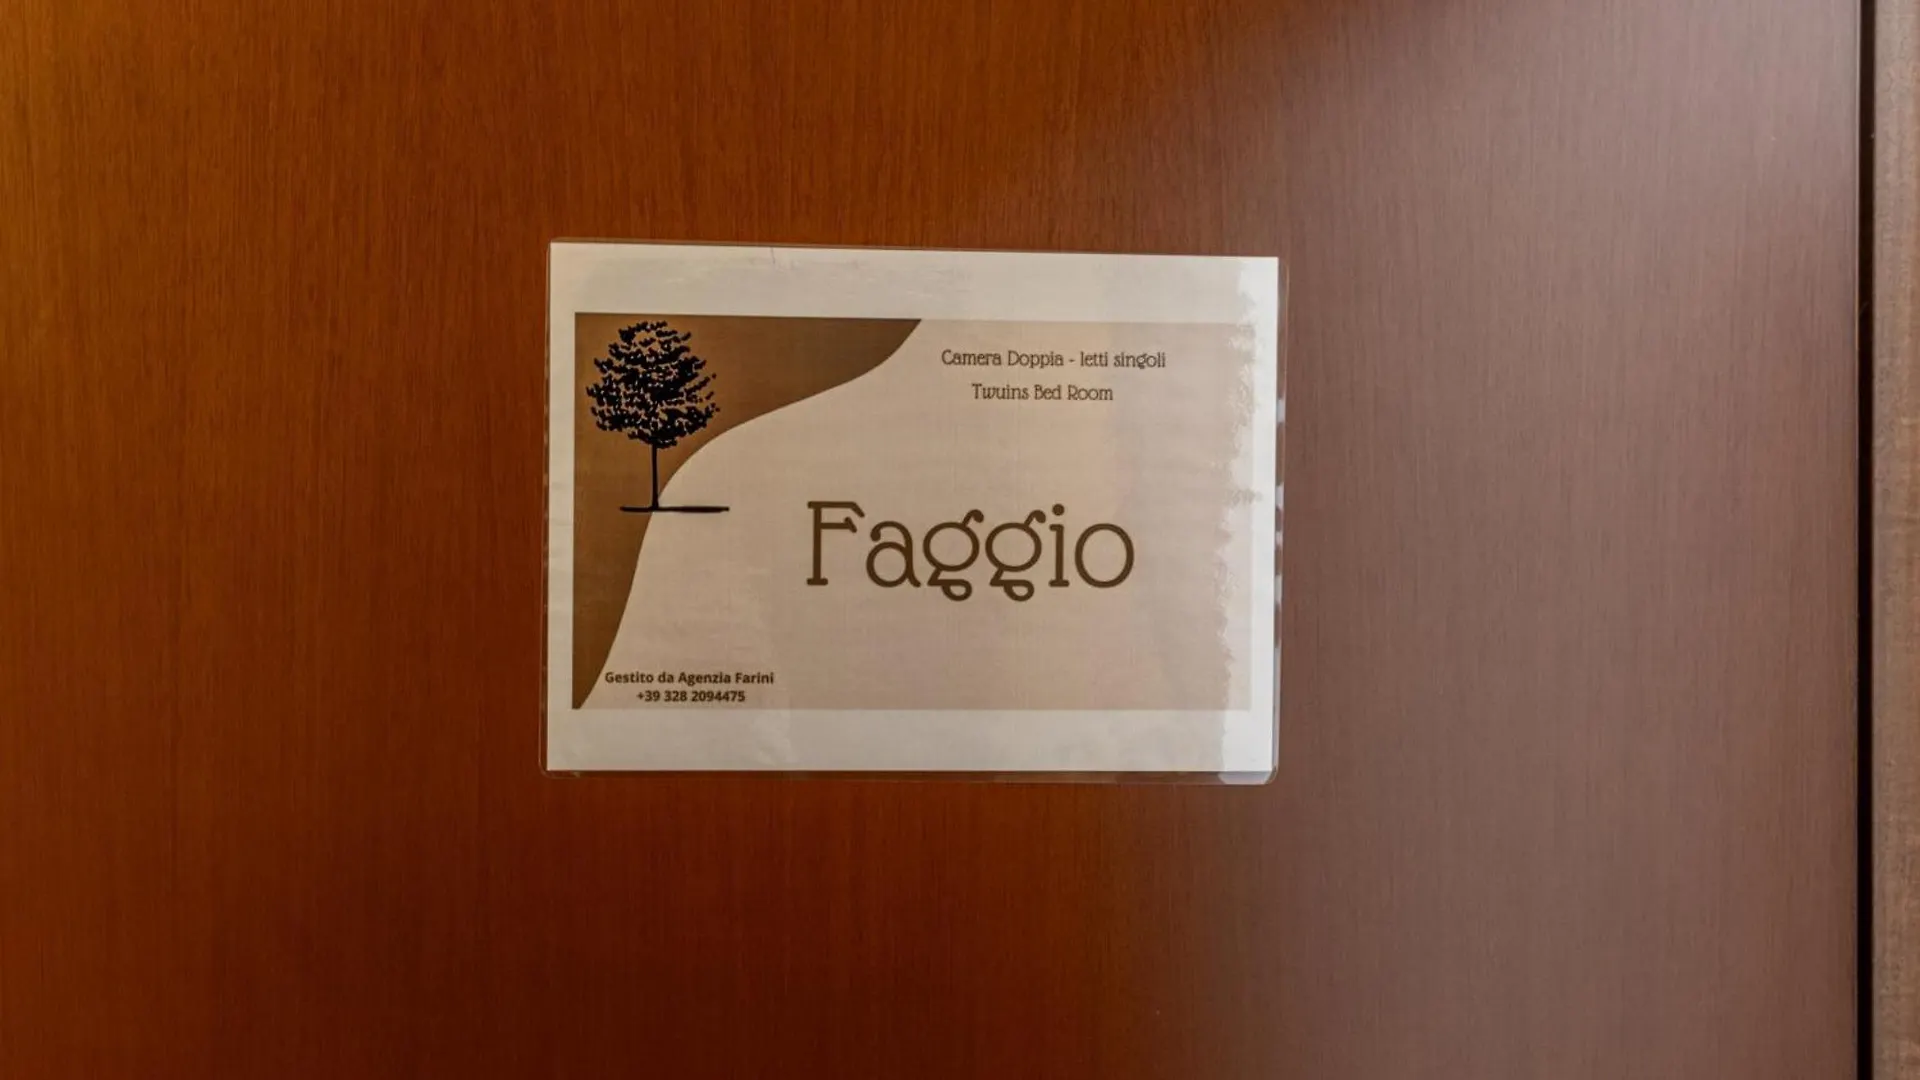 Camera Doppia - letti singoli
Twuins Bed Room
Faggio
Gestito da Agenzia Farini
+39 328 2094475